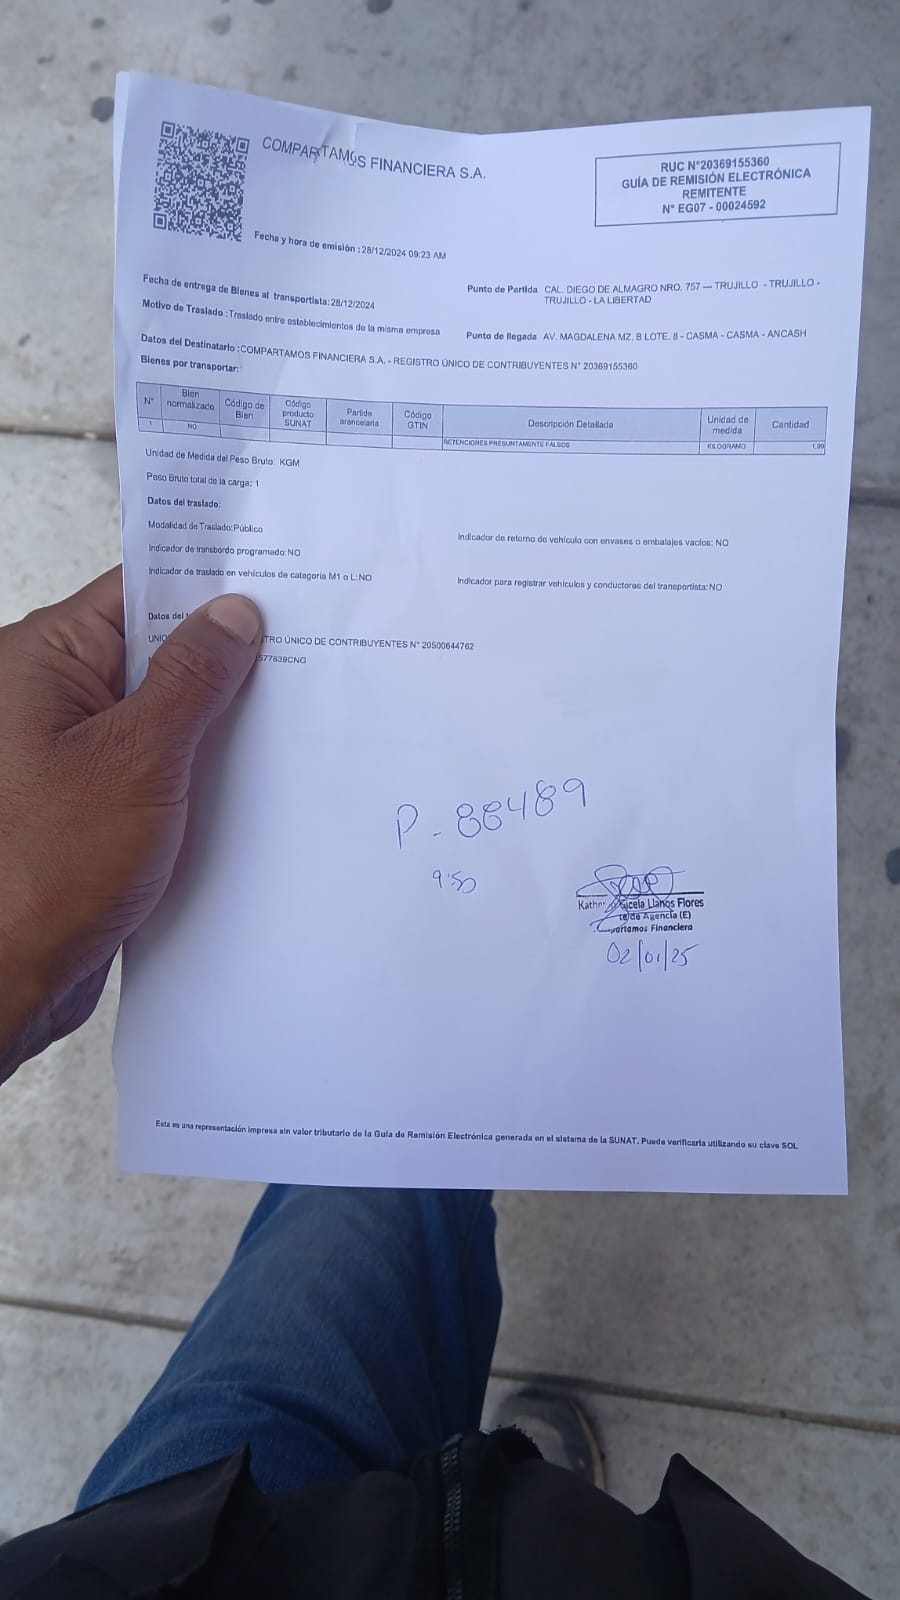 COMPARTAMOS FINANCIERA S.A.
RUC N°20369155360
GUÍA DE REMISIÓN ELECTRÓNICA
REMITENTE
N° EG07 - 00024592
Fecha y hora de emisión : 28/12/2024 09:23 AM
Fecha de entrega de Bienes al transportista: 28/12/2024
Punto de Partida CAL. DIEGO DE ALMAGRO NRO. 757 --- TRUJILLO - TRUJILLO -
TRUJILLO - LA LIBERTAD
Motivo de Traslado : Traslado entre establecimientos de la misma empresa
Punto de llegada AV. MAGDALENA MZ. B LOTE. 8 - CASMA - CASMA - ANCASH
Datos del Destinatario : COMPARTAMOS FINANCIERA S.A. - REGISTRO ÚNICO DE CONTRIBUYENTES N° 20369155360
Bienes por transportar:
N° Bien normalizado Código de Bien Código producto SUNAT Partida arancelaria Código GTIN Descripción Detallada Unidad de medida Cantidad
1 NO RETENCIONES PRESUNTAMENTE FALSOS KILOGRAMO 1.00
Unidad de Medida del Peso Bruto: KGM
Peso Bruto total de la carga: 1
Datos del traslado:
Modalidad de Traslado: Público
Indicador de retorno de vehículo con envases o embalajes vacíos: NO
Indicador de transbordo programado: NO
Indicador de traslado en vehículos de categoría M1 o L: NO
Indicador para registrar vehículos y conductores del transportista: NO
Datos del
TRO ÚNICO DE CONTRIBUYENTES N° 20500644762
577639CNG
P - 88489
9:50
Llanos Flores
te de Agencia (E)
partamos Financiera
02/01/25
Esta es una representación impresa sin valor tributario de la Guía de Remisión Electrónica generada en el sistema de la SUNAT. Puede verificarla utilizando su clave SOL